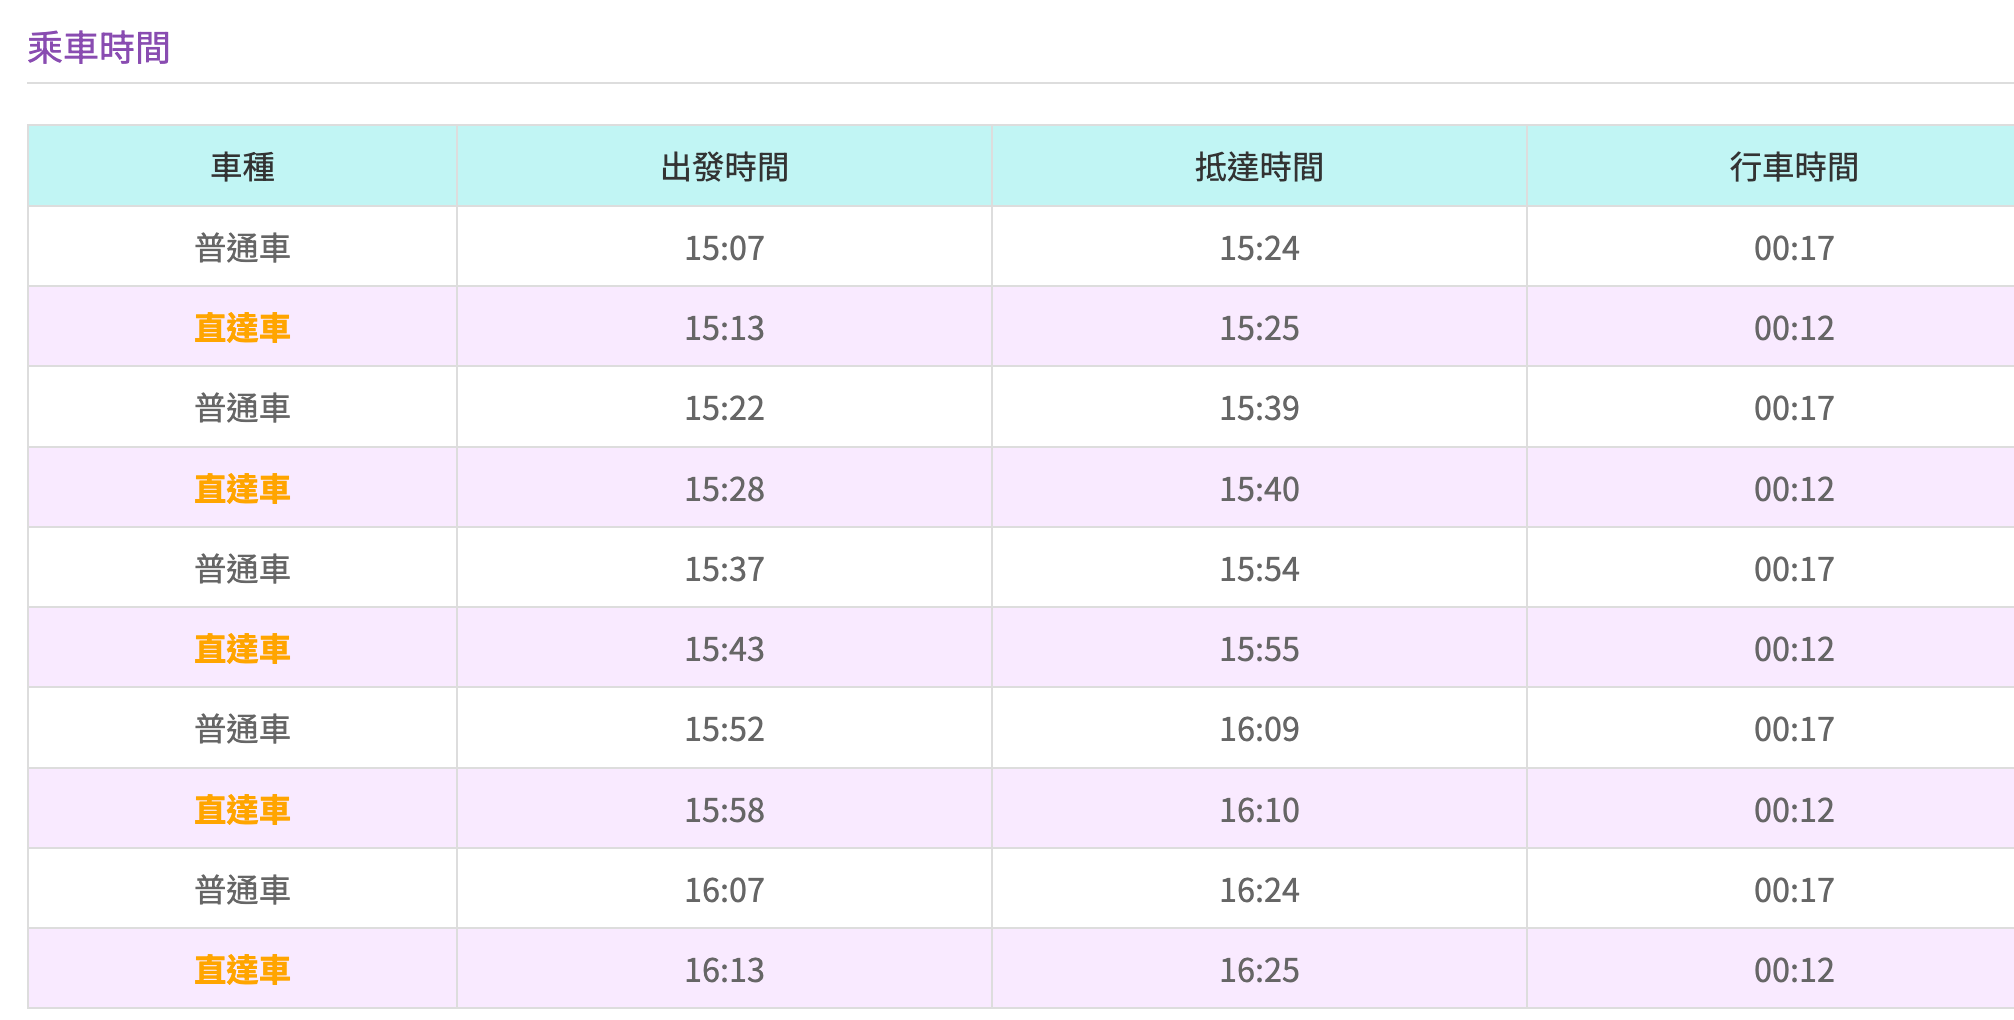 乘車時間
車種 出發時間 抵達時間 行車時間
普通車 15:07 15:24 00:17
直達車 15:13 15:25 00:12
普通車 15:22 15:39 00:17
直達車 15:28 15:40 00:12
普通車 15:37 15:54 00:17
直達車 15:43 15:55 00:12
普通車 15:52 16:09 00:17
直達車 15:58 16:10 00:12
普通車 16:07 16:24 00:17
直達車 16:13 16:25 00:12